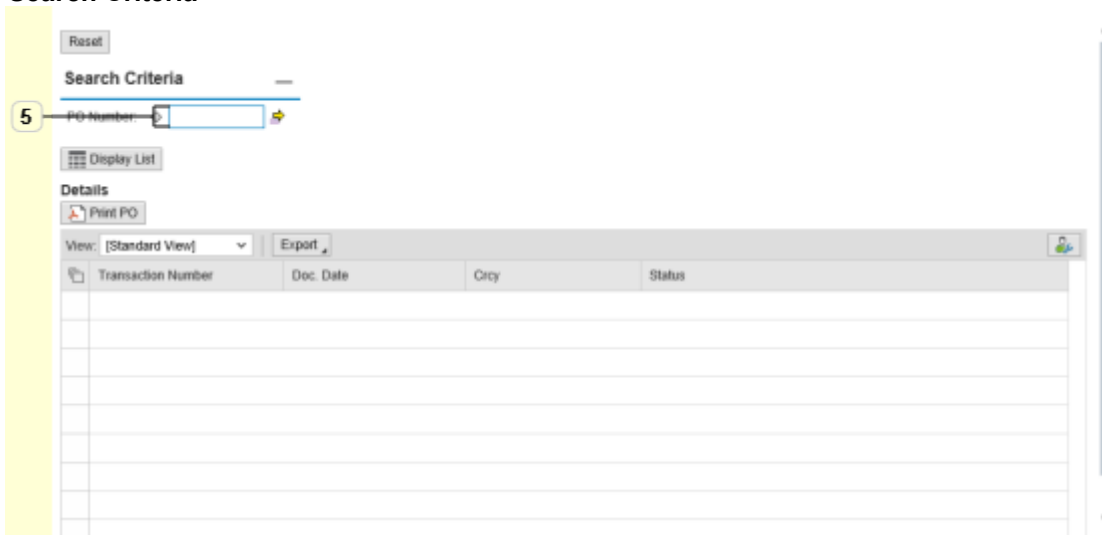 Search Criteria
Reset
Search Criteria
5 PO Number:
Display List
Details
Print PO
View: [Standard View] Export
Transaction Number Doc. Date Crcy Status